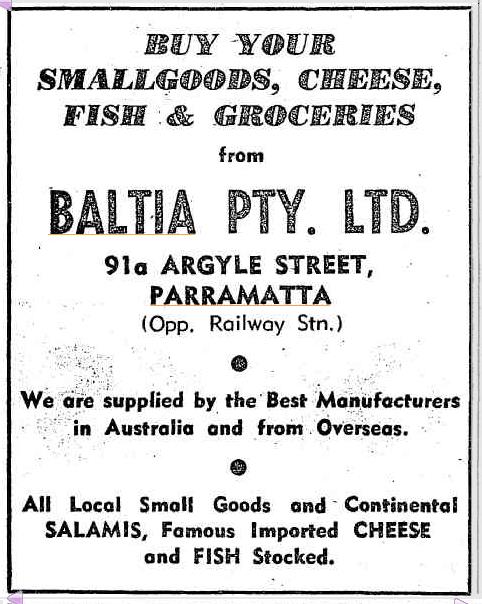 BUY YOUR
SMALLGOODS, CHEESE,
FISH & GROCERIES
from
BALTIA PTY. LTD.
91a ARGYLE STREET,
PARRAMATTA
(Opp. Railway Stn.)
We are supplied by the Best Manufacturers
in Australia and from Overseas.
All Local Small Goods and Continental
SALAMIS, Famous Imported CHEESE
and FISH Stocked.